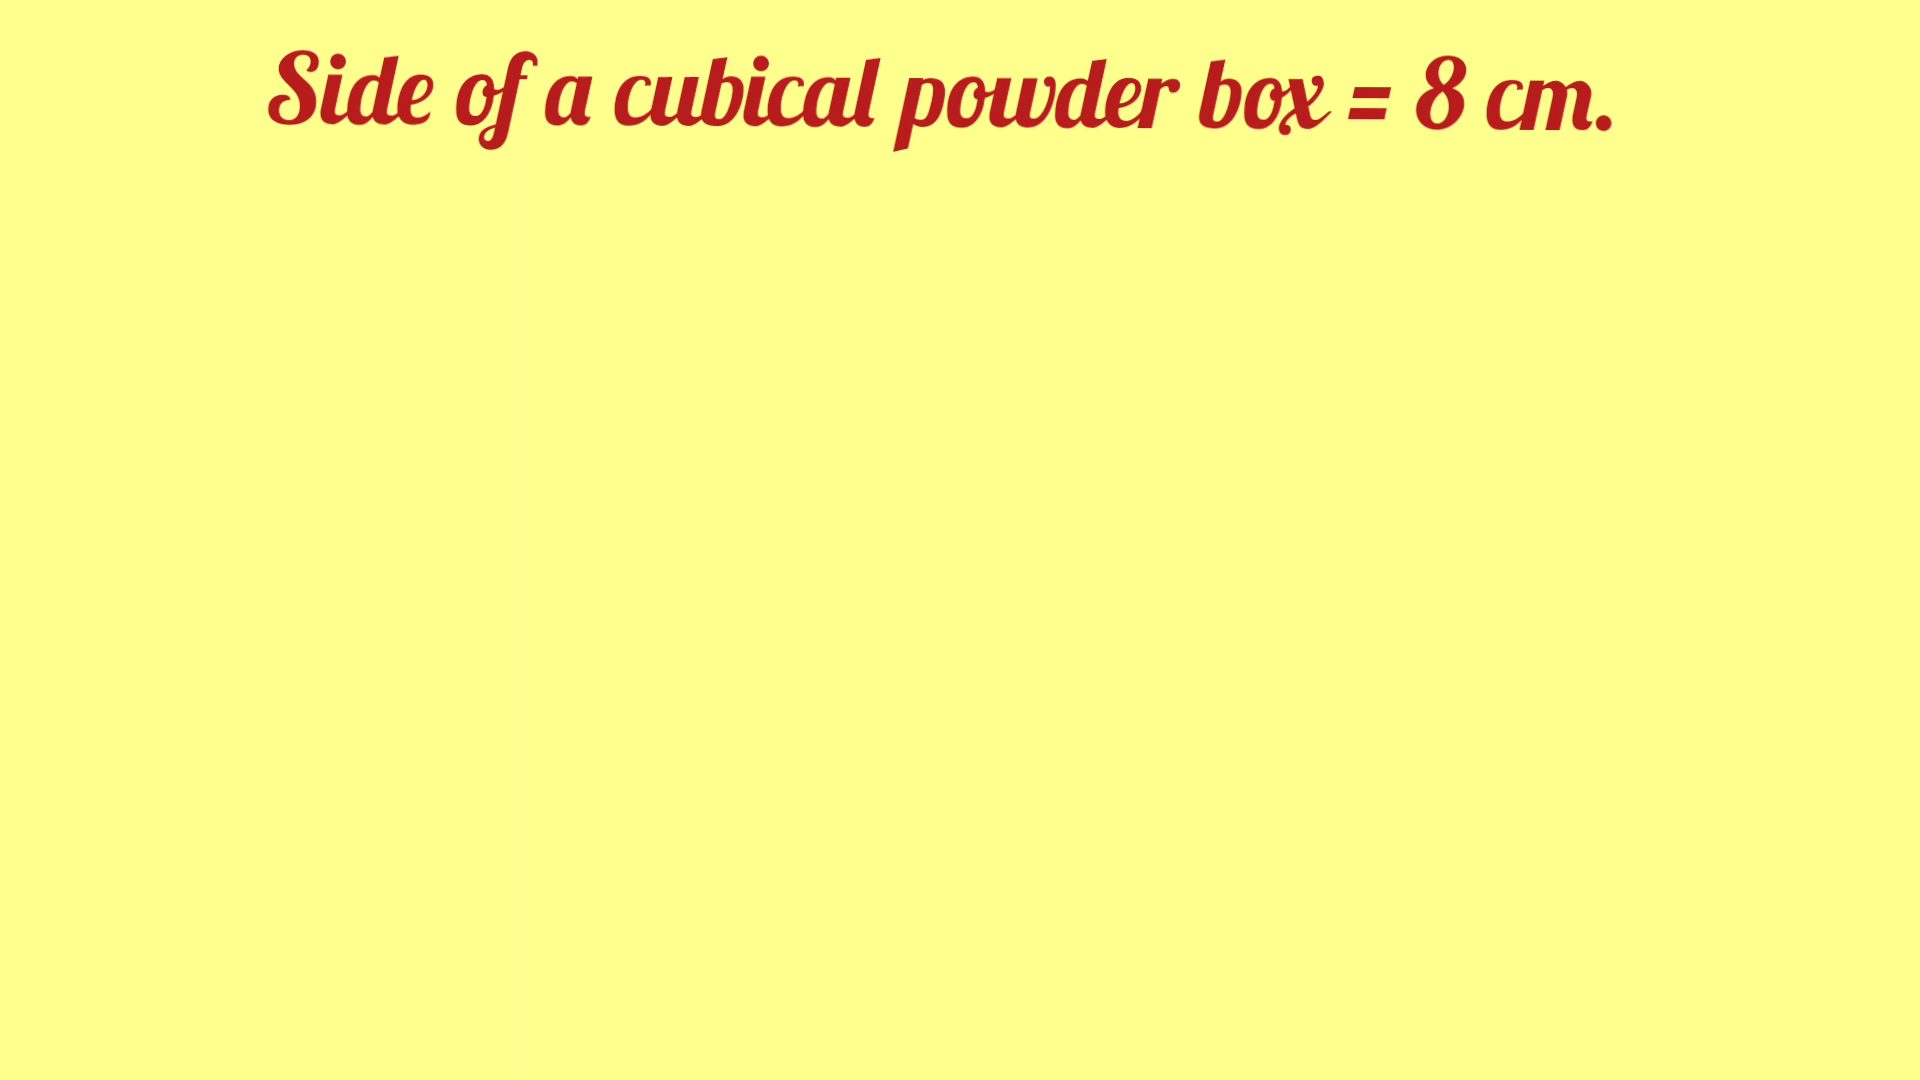 Side of a cubical powder box = 8 cm.